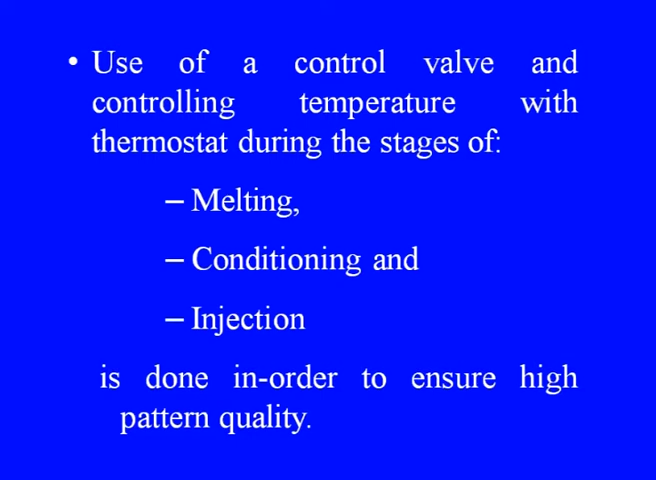 • Use of a control valve and
controlling temperature with
thermostat during the stages of:
– Melting,
– Conditioning and
– Injection
is done in-order to ensure high
pattern quality.